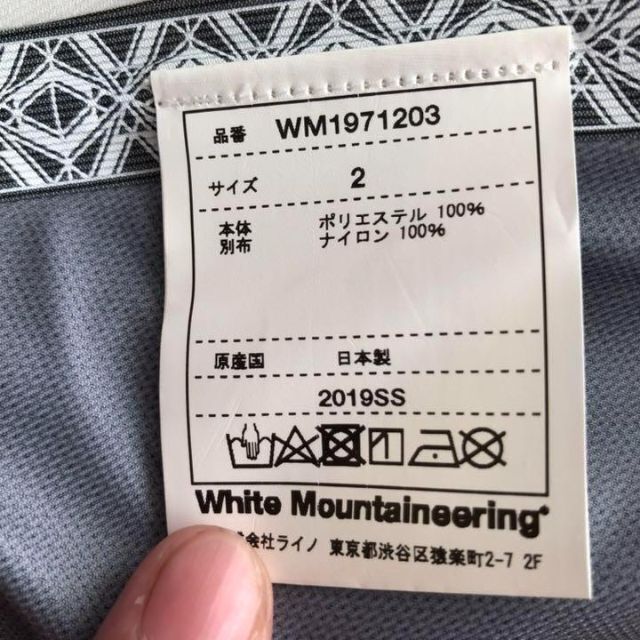 品番 WM1971203
サイズ 2
本体 ポリエステル 100%
別布 ナイロン 100%
原産国 日本製
2019SS
White Mountaineering
会社ライノ 東京都渋谷区猿楽町2-7 2F